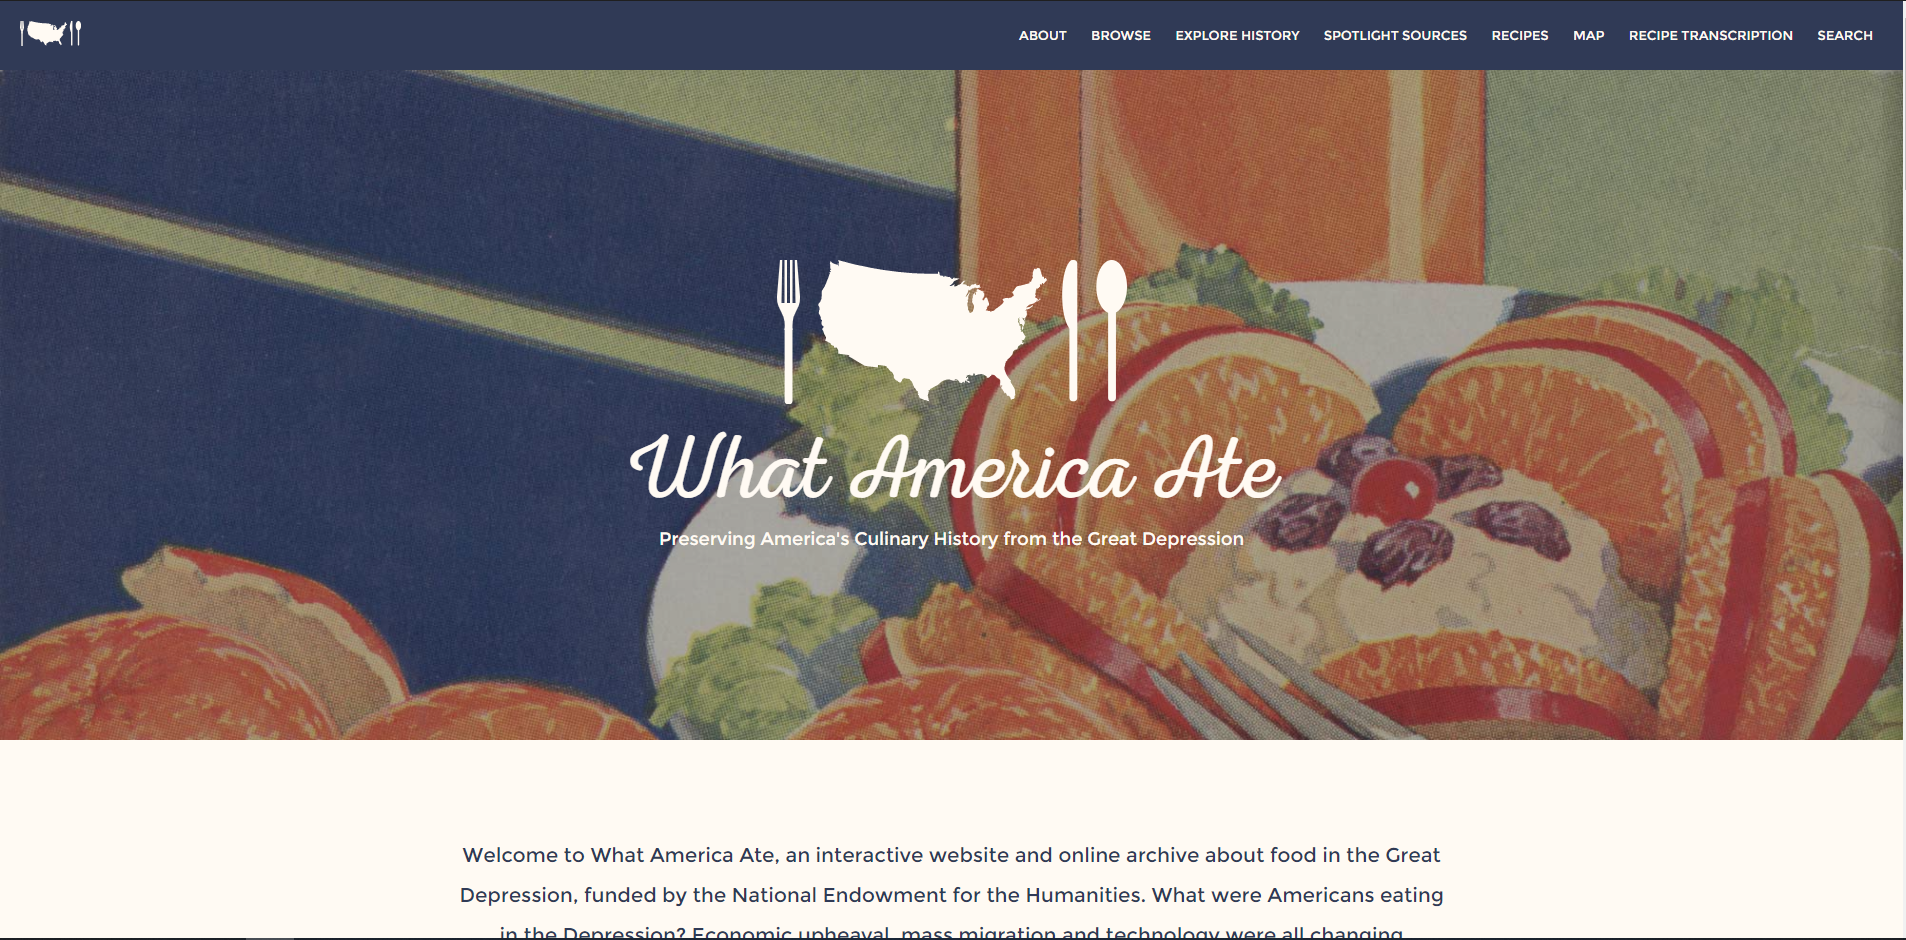 ABOUT BROWSE EXPLORE HISTORY SPOTLIGHT SOURCES RECIPES MAP RECIPE TRANSCRIPTION SEARCH
What America Ate
Preserving America's Culinary History from the Great Depression
Welcome to What America Ate, an interactive website and online archive about food in the Great
Depression, funded by the National Endowment for the Humanities. What were Americans eating
in the Depression? Economic upheaval, mass migration and technology were all changing